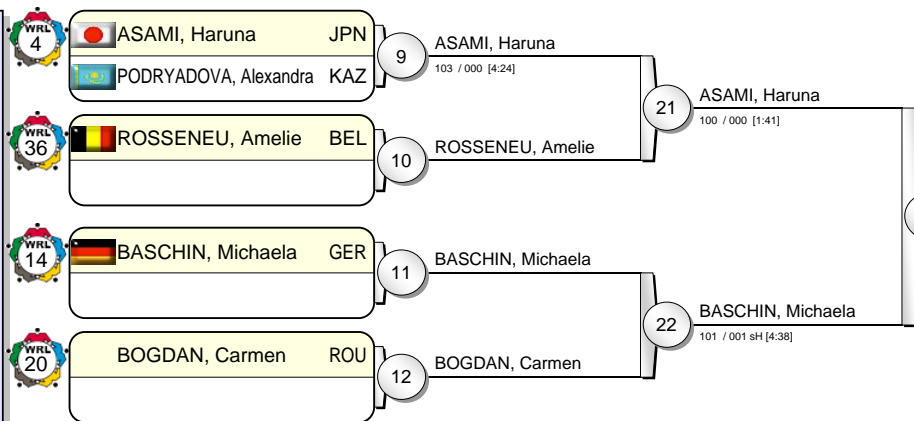 WRL
4
ASAMI, Haruna JPN
PODRYADOVA, Alexandra KAZ
9
ASAMI, Haruna
103 / 000 [4:24]
21
ASAMI, Haruna
100 / 000 [1:41]
WRL
36
ROSSENEU, Amelie BEL
10
ROSSENEU, Amelie
WRL
14
BASCHIN, Michaela GER
11
BASCHIN, Michaela
22
BASCHIN, Michaela
101 / 001 sH [4:38]
WRL
20
BOGDAN, Carmen ROU
12
BOGDAN, Carmen